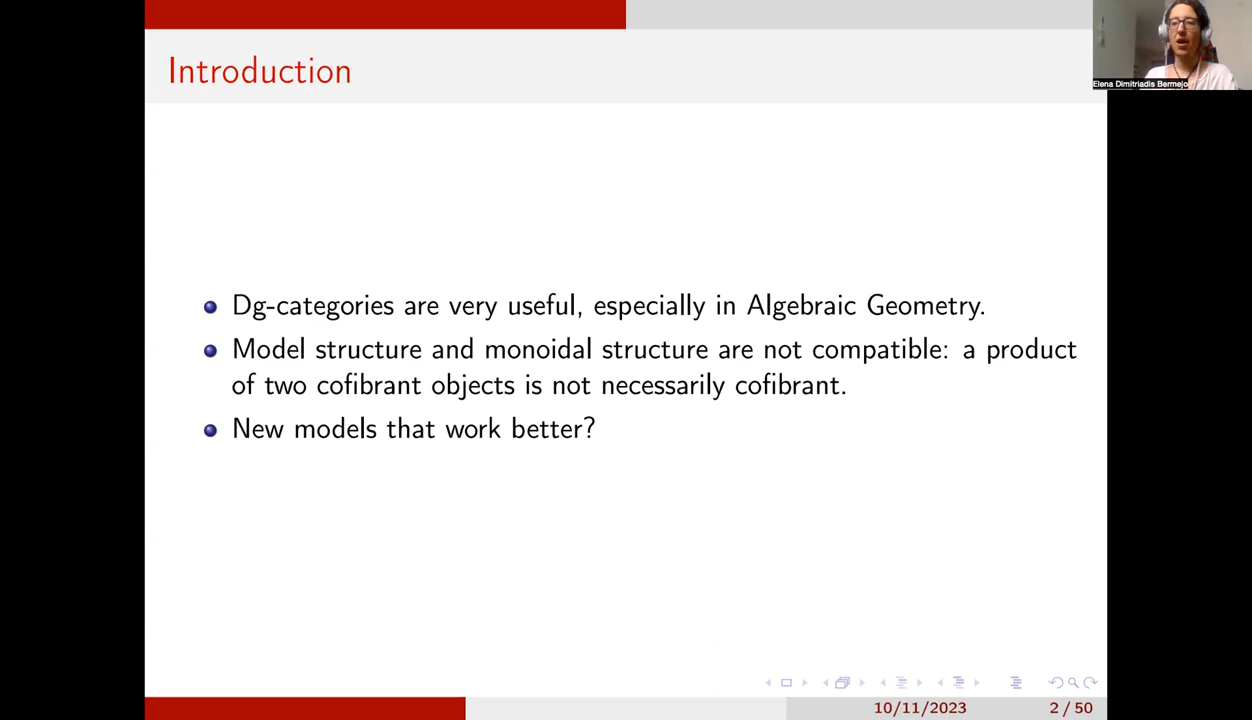 Introduction
Elena Dimitriadis Bermejo
Dg-categories are very useful, especially in Algebraic Geometry.
Model structure and monoidal structure are not compatible: a product
of two cofibrant objects is not necessarily cofibrant.
New models that work better?
10/11/2023 2 / 50